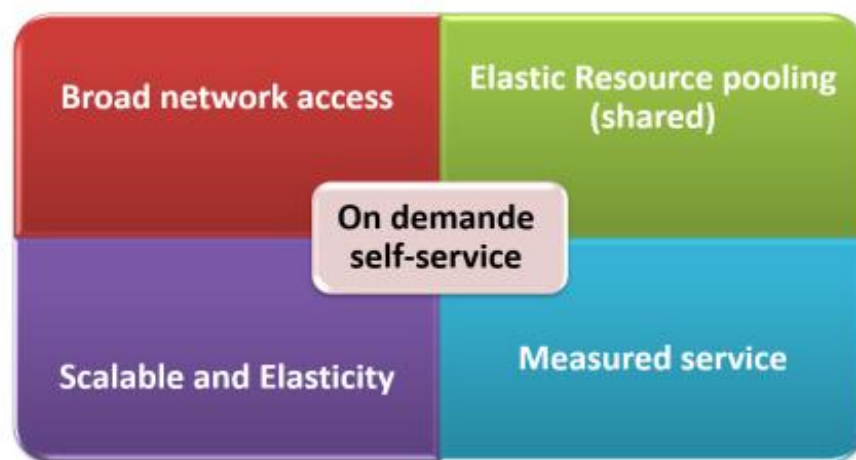 Broad network access
Elastic Resource pooling
(shared)
On demande
self-service
Scalable and Elasticity
Measured service